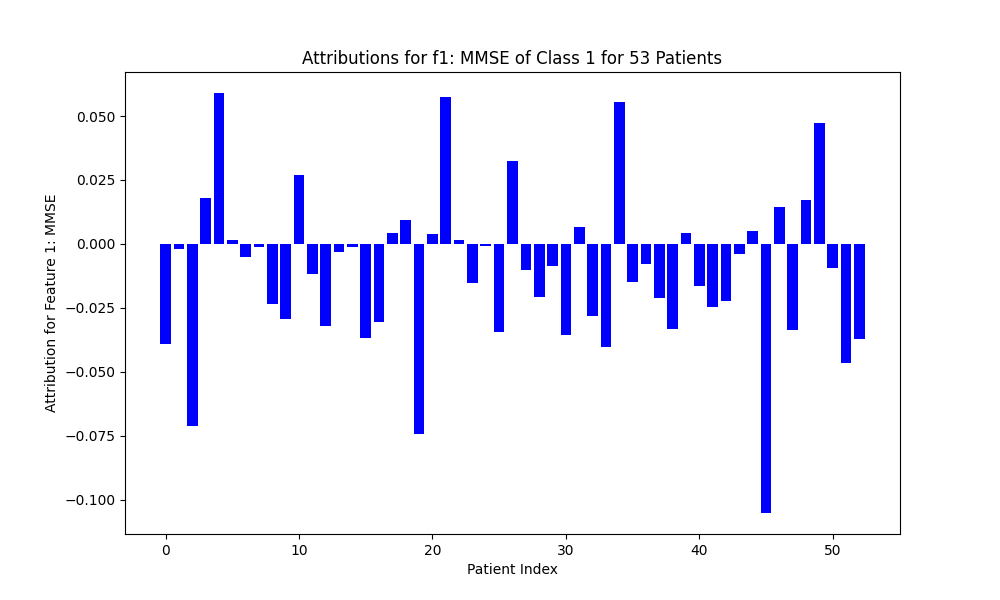 Attributions for f1: MMSE of Class 1 for 53 Patients
Attribution for Feature 1: MMSE
0.050
0.025
0.000
−0.025
−0.050
−0.075
−0.100
0 10 20 30 40 50
Patient Index